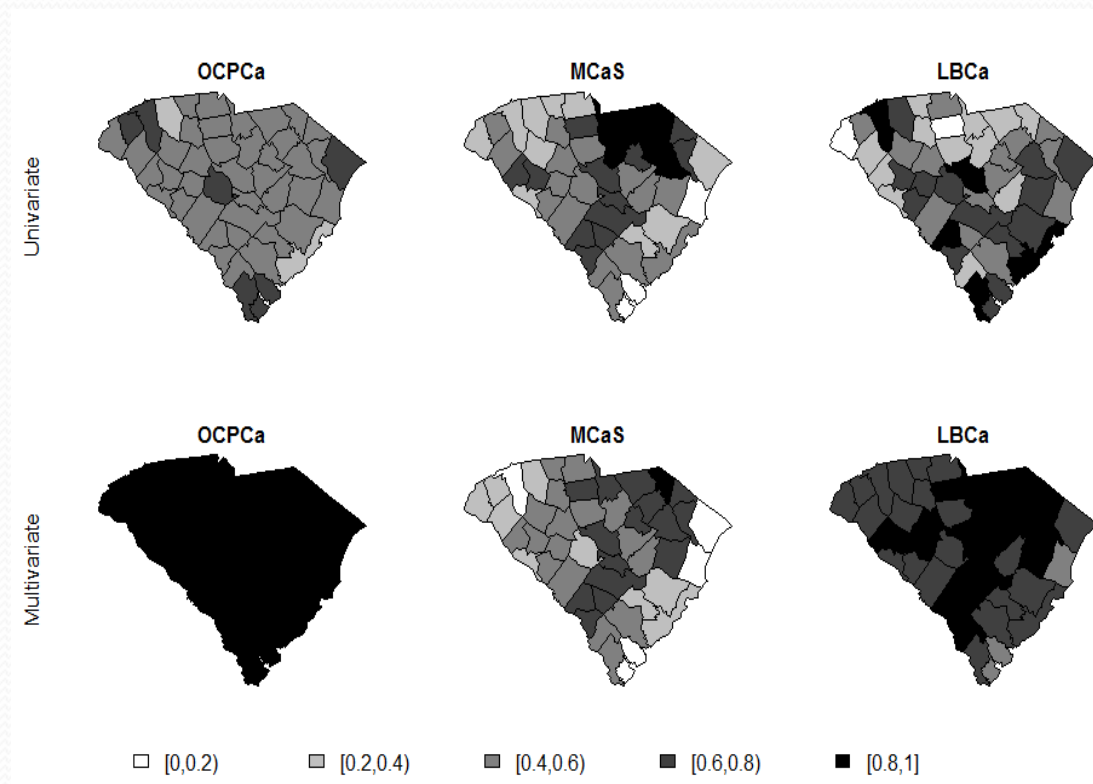 OCPCa MCaS LBCa
Univariate
OCPCa MCaS LBCa
Multivariate
[0,0.2) [0.2,0.4) [0.4,0.6) [0.6,0.8) [0.8,1]